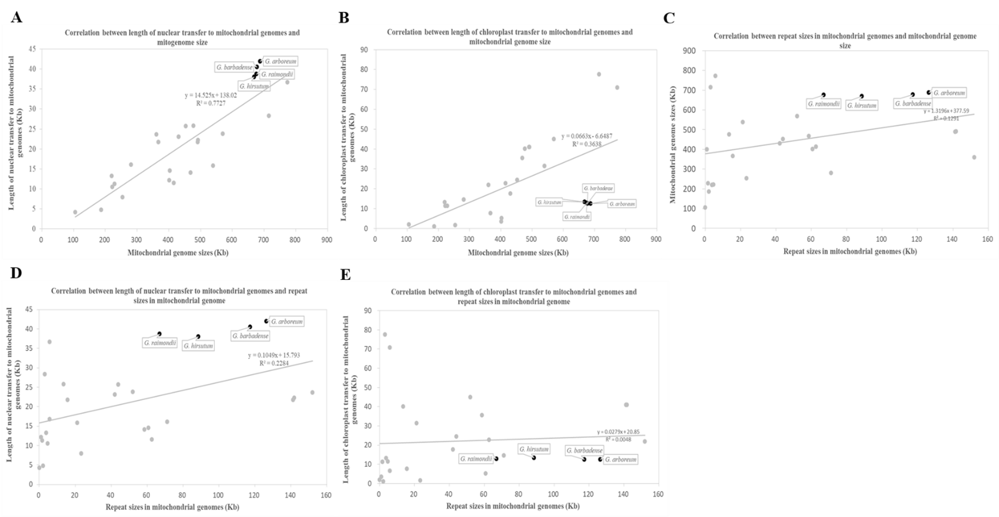 A
Correlation between length of nuclear transfer to mitochondrial genomes and
mitogenome size
Length of nuclear transfer to mitochondrial
genomes (Kb)
45
40
35
30
25
20
15
10
5
0
G. arboreum
G. barbadense
G. raimondii
G. hirsutum
y = 14.525x + 138.02
R² = 0.7727
0 100 200 300 400 500 600 700 800 900
Mitochondrial genome sizes (Kb)
B
Correlation between length of chloroplast transfer to mitochondrial genomes and
mitochondrial genome size
Length of chloroplast transfer to mitochondrial
genomes (Kb)
90
80
70
60
50
40
30
20
10
0
y = 0.0663x - 6.6487
R² = 0.3638
G. barbadense
G. hirsutum
G. arboreum
G. raimondii
0 100 200 300 400 500 600 700 800 900
Mitochondrial genome sizes (Kb)
C
Correlation between repeat sizes in mitochondrial genomes and mitochondrial genome
size
Mitochondrial genome sizes (Kb)
900
800
700
600
500
400
300
200
100
0
G. arboreum
G. raimondii
G. hirsutum
G. barbadense
y = 1.3196x + 377.59
R² = 0.1291
0 20 40 60 80 100 120 140 160
Repeat sizes in mitochondrial genomes (Kb)
D
Correlation between length of nuclear transfer to mitochondrial genomes and repeat
sizes in mitochondrial genome
Length of nuclear transfer to mitochondrial
genomes (Kb)
45
40
35
30
25
20
15
10
5
0
G. arboreum
G. barbadense
G. raimondii
G. hirsutum
y = 0.1049x + 15.793
R² = 0.2284
0 20 40 60 80 100 120 140 160
Repeat sizes in mitochondrial genomes (Kb)
E
Correlation between length of chloroplast transfer to mitochondrial genomes and
repeat sizes in mitochondrial genome
Length of chloroplast transfer to mitochondrial
genomes (Kb)
90
80
70
60
50
40
30
20
10
0
y = 0.0279x + 20.85
R² = 0.0048
G. hirsutum
G. barbadense
G. raimondii
G. arboreum
0 20 40 60 80 100 120 140 160
Repeat sizes in mitochondrial genomes (Kb)